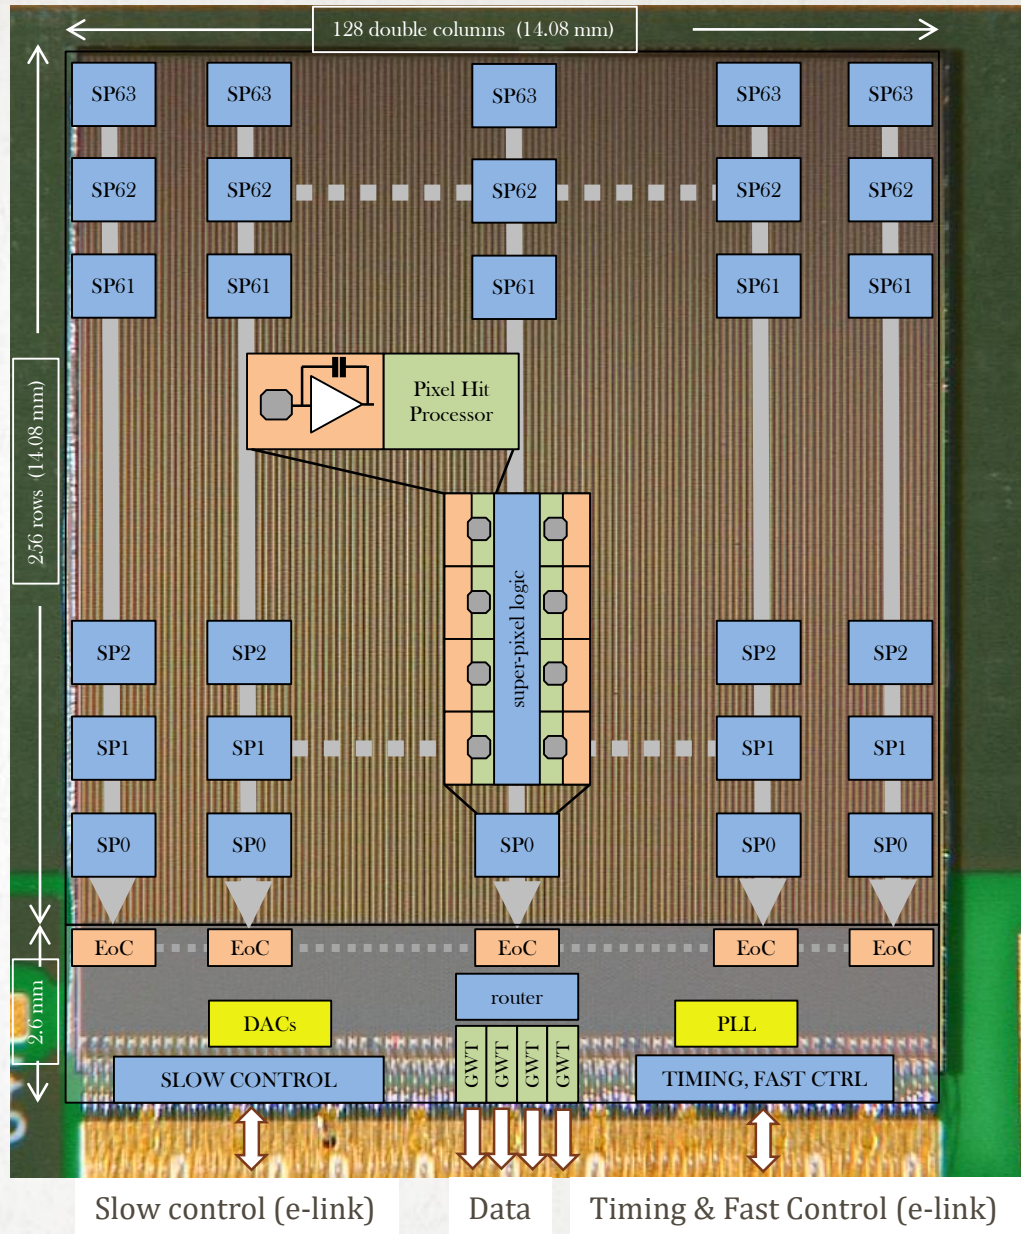 128 double columns (14.08 mm)
SP63 SP63 SP63 SP63 SP63
SP62 SP62 SP62 SP62 SP62
SP61 SP61 SP61 SP61 SP61
256 rows (14.08 mm)
Pixel Hit
Processor
super-pixel logic
SP2 SP2 SP2 SP2
SP1 SP1 SP1 SP1
SP0 SP0 SP0 SP0 SP0
EoC EoC EoC EoC EoC
2.6 mm
router
DACs
PLL
GWT GWT GWT GWT
SLOW CONTROL
TIMING, FAST CTRL
Slow control (e-link)
Data
Timing & Fast Control (e-link)